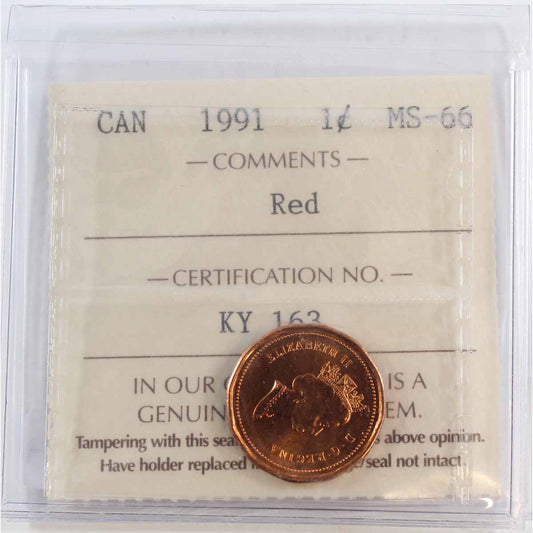 CAN 1991 1¢ MS-66
— COMMENTS —
Red
— CERTIFICATION NO. —
KY 163
IN OUR IS A
GENUIN EM.
Tampering with this sea s above opinion.
Have holder replaced /seal not intact.
ELIZABETH II
D·G·REGINA